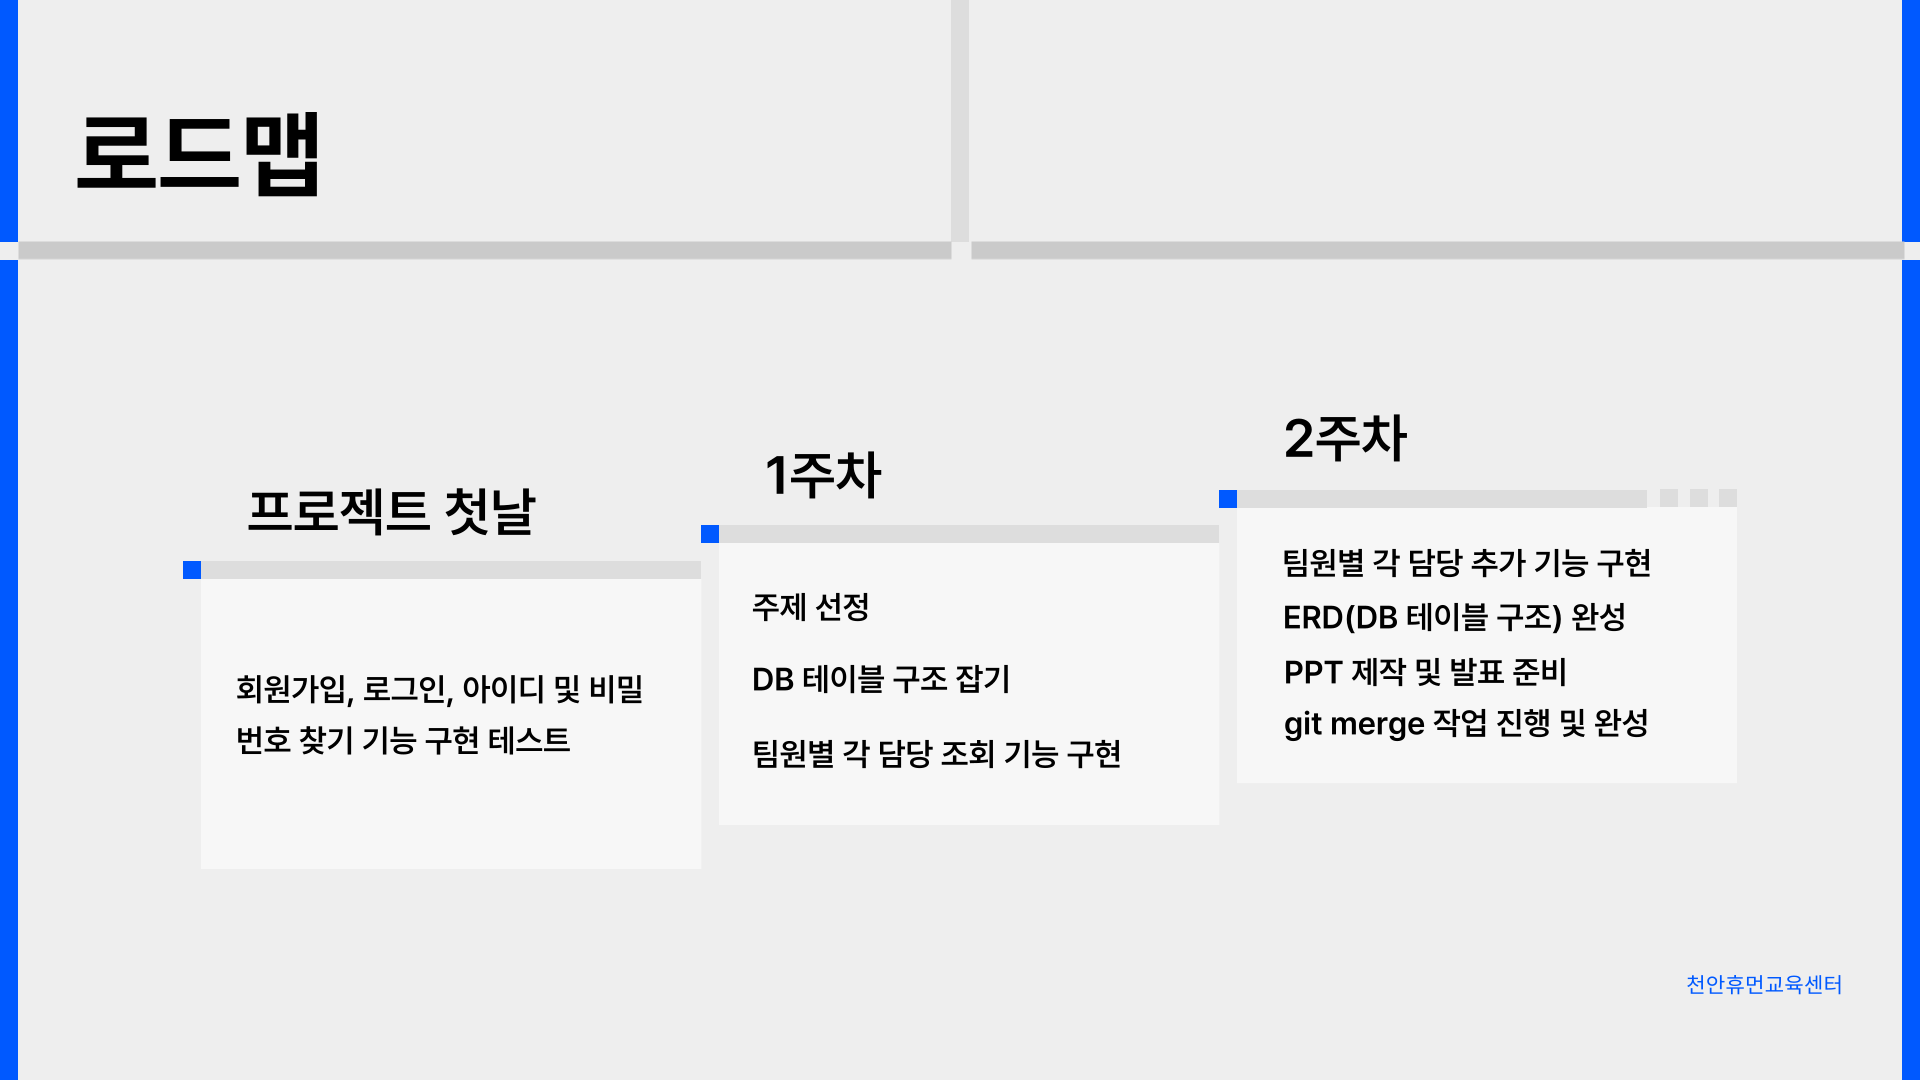 로드맵
프로젝트 첫날
회원가입, 로그인, 아이디 및 비밀
번호 찾기 기능 구현 테스트
1주차
주제 선정
DB 테이블 구조 잡기
팀원별 각 담당 조회 기능 구현
2주차
팀원별 각 담당 추가 기능 구현
ERD(DB 테이블 구조) 완성
PPT 제작 및 발표 준비
git merge 작업 진행 및 완성
천안휴먼교육센터